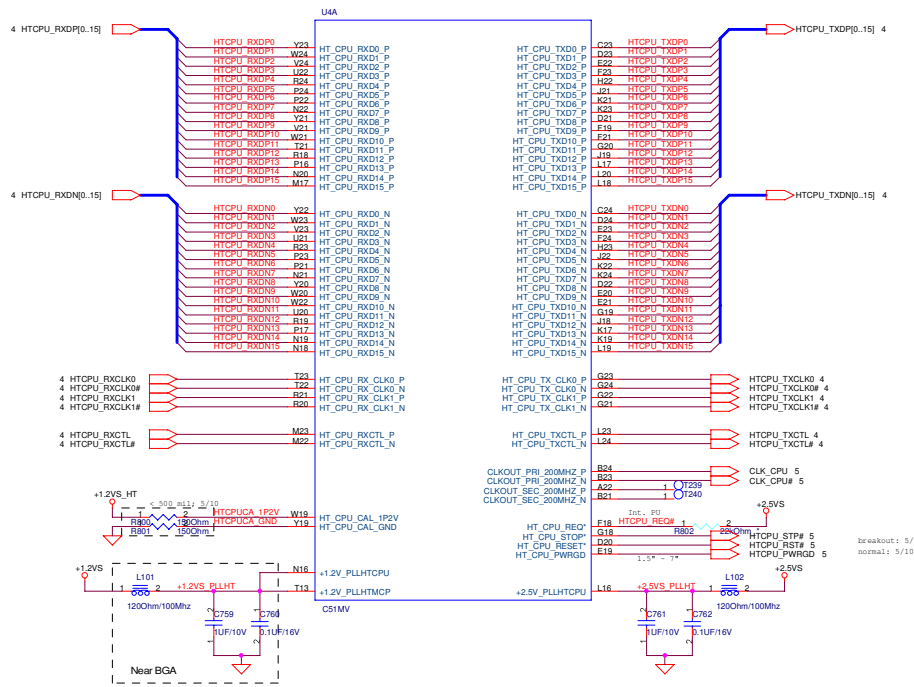 U4A
4 HTCPU_RXDP[0..15]
HTCPU_TXDP[0..15] 4
HTCPU_RXDP0 Y23 HT_CPU_RXD0_P HT_CPU_TXD0_P C23 HTCPU_TXDP0
HTCPU_RXDP1 W24 HT_CPU_RXD1_P HT_CPU_TXD1_P D23 HTCPU_TXDP1
HTCPU_RXDP2 V24 HT_CPU_RXD2_P HT_CPU_TXD2_P E22 HTCPU_TXDP2
HTCPU_RXDP3 U22 HT_CPU_RXD3_P HT_CPU_TXD3_P F23 HTCPU_TXDP3
HTCPU_RXDP4 R24 HT_CPU_RXD4_P HT_CPU_TXD4_P H22 HTCPU_TXDP4
HTCPU_RXDP5 P24 HT_CPU_RXD5_P HT_CPU_TXD5_P J21 HTCPU_TXDP5
HTCPU_RXDP6 P22 HT_CPU_RXD6_P HT_CPU_TXD6_P K21 HTCPU_TXDP6
HTCPU_RXDP7 N22 HT_CPU_RXD7_P HT_CPU_TXD7_P K23 HTCPU_TXDP7
HTCPU_RXDP8 Y21 HT_CPU_RXD8_P HT_CPU_TXD8_P D21 HTCPU_TXDP8
HTCPU_RXDP9 V21 HT_CPU_RXD9_P HT_CPU_TXD9_P E19 HTCPU_TXDP9
HTCPU_RXDP10 W21 HT_CPU_RXD10_P HT_CPU_TXD10_P F21 HTCPU_TXDP10
HTCPU_RXDP11 T21 HT_CPU_RXD11_P HT_CPU_TXD11_P G20 HTCPU_TXDP11
HTCPU_RXDP12 R18 HT_CPU_RXD12_P HT_CPU_TXD12_P J19 HTCPU_TXDP12
HTCPU_RXDP13 P16 HT_CPU_RXD13_P HT_CPU_TXD13_P L17 HTCPU_TXDP13
HTCPU_RXDP14 N20 HT_CPU_RXD14_P HT_CPU_TXD14_P L20 HTCPU_TXDP14
HTCPU_RXDP15 M17 HT_CPU_RXD15_P HT_CPU_TXD15_P L18 HTCPU_TXDP15
4 HTCPU_RXDN[0..15]
HTCPU_TXDN[0..15] 4
HTCPU_RXDN0 Y22 HT_CPU_RXD0_N HT_CPU_TXD0_N C24 HTCPU_TXDN0
HTCPU_RXDN1 W23 HT_CPU_RXD1_N HT_CPU_TXD1_N D24 HTCPU_TXDN1
HTCPU_RXDN2 V23 HT_CPU_RXD2_N HT_CPU_TXD2_N E23 HTCPU_TXDN2
HTCPU_RXDN3 U21 HT_CPU_RXD3_N HT_CPU_TXD3_N F24 HTCPU_TXDN3
HTCPU_RXDN4 R23 HT_CPU_RXD4_N HT_CPU_TXD4_N H23 HTCPU_TXDN4
HTCPU_RXDN5 P23 HT_CPU_RXD5_N HT_CPU_TXD5_N J22 HTCPU_TXDN5
HTCPU_RXDN6 P21 HT_CPU_RXD6_N HT_CPU_TXD6_N K22 HTCPU_TXDN6
HTCPU_RXDN7 N21 HT_CPU_RXD7_N HT_CPU_TXD7_N K24 HTCPU_TXDN7
HTCPU_RXDN8 Y20 HT_CPU_RXD8_N HT_CPU_TXD8_N D22 HTCPU_TXDN8
HTCPU_RXDN9 W20 HT_CPU_RXD9_N HT_CPU_TXD9_N E20 HTCPU_TXDN9
HTCPU_RXDN10 W22 HT_CPU_RXD10_N HT_CPU_TXD10_N E21 HTCPU_TXDN10
HTCPU_RXDN11 U20 HT_CPU_RXD11_N HT_CPU_TXD11_N G19 HTCPU_TXDN11
HTCPU_RXDN12 R19 HT_CPU_RXD12_N HT_CPU_TXD12_N J18 HTCPU_TXDN12
HTCPU_RXDN13 P17 HT_CPU_RXD13_N HT_CPU_TXD13_N K17 HTCPU_TXDN13
HTCPU_RXDN14 N19 HT_CPU_RXD14_N HT_CPU_TXD14_N K19 HTCPU_TXDN14
HTCPU_RXDN15 N18 HT_CPU_RXD15_N HT_CPU_TXD15_N L19 HTCPU_TXDN15
4 HTCPU_RXCLK0 T23 HT_CPU_RX_CLK0_P HT_CPU_TX_CLK0_P G23 HTCPU_TXCLK0 4
4 HTCPU_RXCLK0# T22 HT_CPU_RX_CLK0_N HT_CPU_TX_CLK0_N G24 HTCPU_TXCLK0# 4
4 HTCPU_RXCLK1 R21 HT_CPU_RX_CLK1_P HT_CPU_TX_CLK1_P G22 HTCPU_TXCLK1 4
4 HTCPU_RXCLK1# R20 HT_CPU_RX_CLK1_N HT_CPU_TX_CLK1_N G21 HTCPU_TXCLK1# 4
4 HTCPU_RXCTL M23 HT_CPU_RXCTL_P HT_CPU_TXCTL_P L23 HTCPU_TXCTL 4
4 HTCPU_RXCTL# M22 HT_CPU_RXCTL_N HT_CPU_TXCTL_N L24 HTCPU_TXCTL# 4
CLKOUT_PRI_200MHZ_P B24 CLK_CPU 5
CLKOUT_PRI_200MHZ_N B23 CLK_CPU# 5
CLKOUT_SEC_200MHZ_P A22 1 T239
CLKOUT_SEC_200MHZ_N B21 1 T240
+1.2VS_HT
< 500 mil; 5/10
1 2 HTCPUCA_1P2V W19 HT_CPU_CAL_1P2V
R800 150Ohm
1 2 HTCPUCA_GND Y19 HT_CPU_CAL_GND
R801 150Ohm
Int. PU
+2.5VS
HT_CPU_REQ* F18 HTCPU_REQ# 1 2
R802 22kOhm *
HT_CPU_STOP* G18 HTCPU_STP# 5
HT_CPU_RESET* D20 HTCPU_RST# 5
HT_CPU_PWRGD E19 HTCPU_PWRGD 5
1.5" ~ 7"
breakout: 5/
normal: 5/10
N16 +1.2V_PLLHTCPU
+1.2VS L101 1 2 +1.2VS_PLLHT T13 +1.2V_PLLHTMCP
+2.5V_PLLHTCPU L16 +2.5VS_PLLHT 1 L102 2 +2.5VS
120Ohm/100Mhz
120Ohm/100Mhz
C51MV
2 C759 1UF/10V 1
2 C760 0.1UF/16V 1
2 C761 1UF/10V 1
2 C762 0.1UF/16V 1
Near BGA